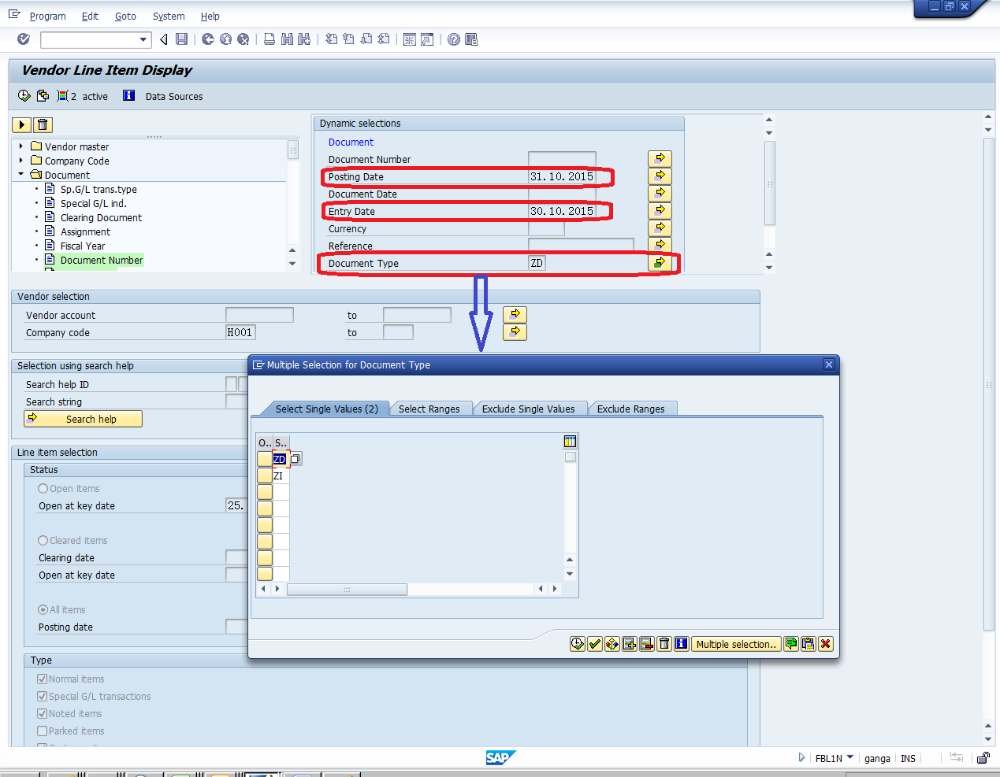 Program Edit Goto System Help
Vendor Line Item Display
2 active Data Sources
Vendor master
Company Code
Document
Sp.G/L trans.type
Special G/L ind.
Clearing Document
Assignment
Fiscal Year
Document Number
Dynamic selections
Document
Document Number
Posting Date 31.10.2015
Document Date
Entry Date 30.10.2015
Currency
Reference
Document Type ZD
Vendor selection
Vendor account to
Company code H001 to
Selection using search help
Search help ID
Search string
Search help
Line item selection
Status
Open items
Open at key date 25.
Cleared items
Clearing date
Open at key date
All items
Posting date
Type
Normal items
Special G/L transactions
Noted items
Parked items
Multiple Selection for Document Type
Select Single Values (2) Select Ranges Exclude Single Values Exclude Ranges
O.. S..
ZD
ZI
Multiple selection..
SAP FBL1N ganga INS